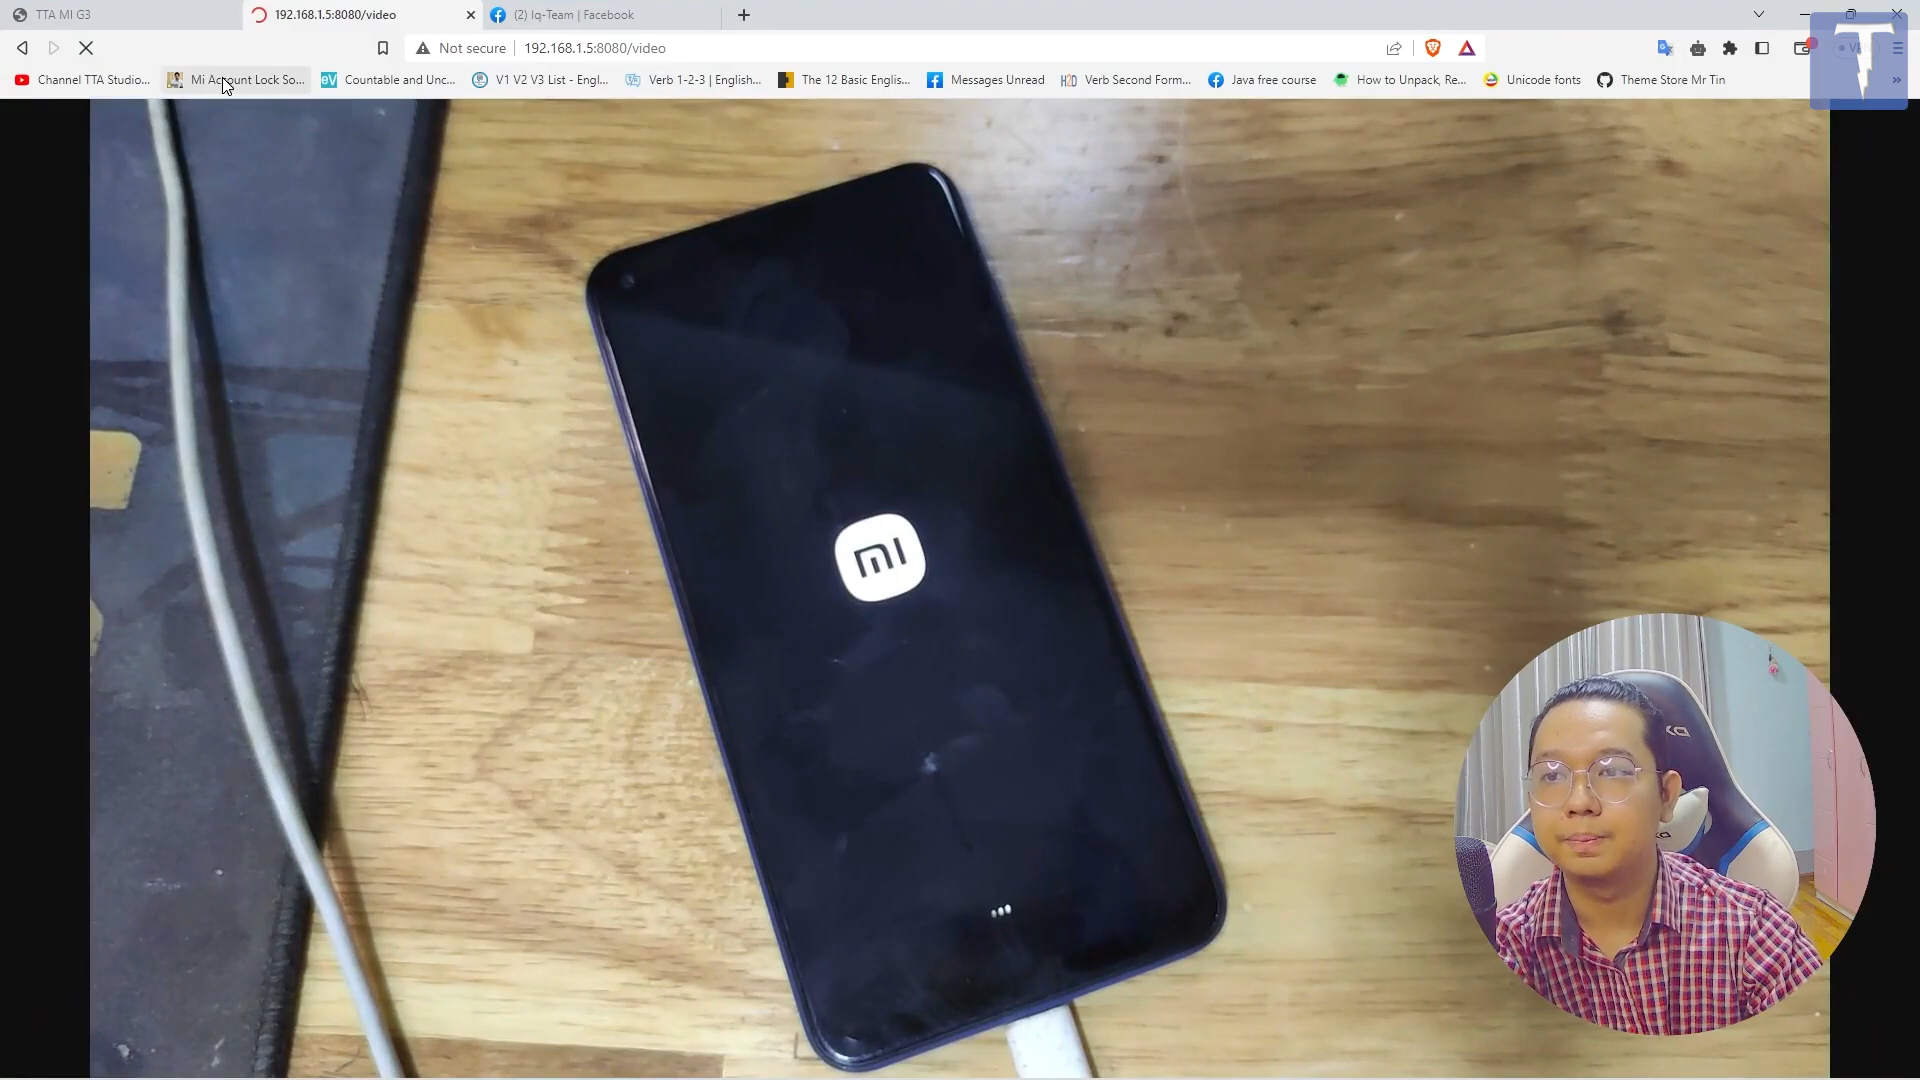 TTA MI G3
192.168.1.5:8080/video
(2) Iq-Team | Facebook
Not secure
192.168.1.5:8080/video
Channel TTA Studio...
Mi Account Lock So...
Countable and Unc...
V1 V2 V3 List - Engl...
Verb 1-2-3 | English...
The 12 Basic Englis...
Messages Unread
Verb Second Form...
Java free course
How to Unpack, Re...
Unicode fonts
Theme Store Mr Tin
mi